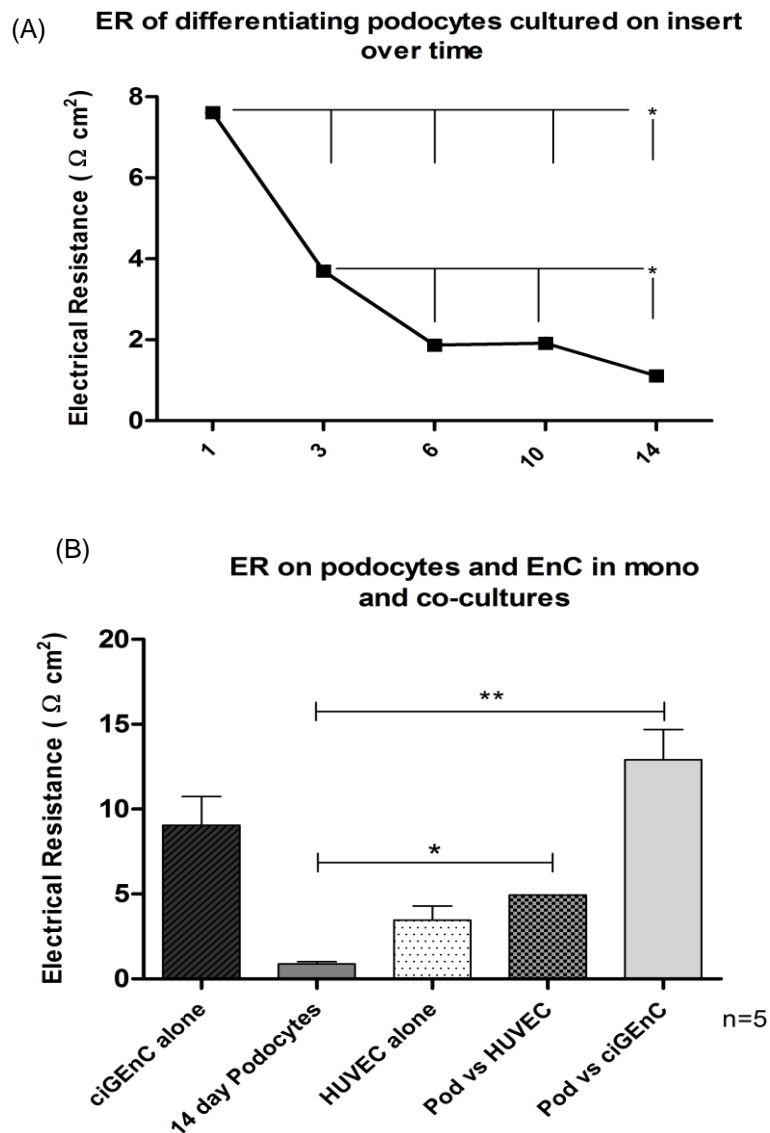 (A)
ER of differentiating podocytes cultured on insert
over time
Electrical Resistance ( Ω cm²)
8
6
4
2
0
*
*
1
3
6
10
14
(B)
ER on podocytes and EnC in mono
and co-cultures
Electrical Resistance ( Ω cm²)
20
15
10
5
0
**
*
ciGEnC alone
14 day Podocytes
HUVEC alone
Pod vs HUVEC
Pod vs ciGEnC
n=5